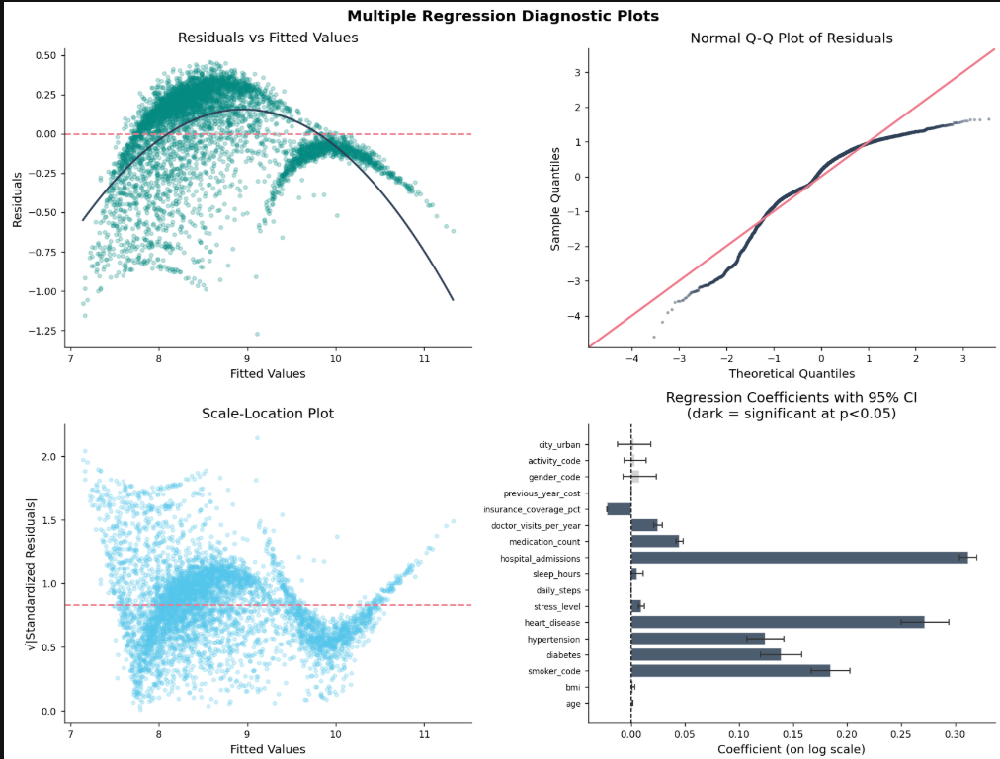 Multiple Regression Diagnostic Plots
Residuals vs Fitted Values
0.50
0.25
0.00
−0.25
−0.50
−0.75
−1.00
−1.25
Residuals
7 8 9 10 11
Fitted Values
Normal Q-Q Plot of Residuals
3
2
1
0
−1
−2
−3
−4
Sample Quantiles
−4 −3 −2 −1 0 1 2 3
Theoretical Quantiles
Scale-Location Plot
2.0
1.5
1.0
0.5
0.0
√|Standardized Residuals|
7 8 9 10 11
Fitted Values
Regression Coefficients with 95% CI
(dark = significant at p<0.05)
city_urban
activity_code
gender_code
previous_year_cost
insurance_coverage_pct
doctor_visits_per_year
medication_count
hospital_admissions
sleep_hours
daily_steps
stress_level
heart_disease
hypertension
diabetes
smoker_code
bmi
age
0.00 0.05 0.10 0.15 0.20 0.25 0.30
Coefficient (on log scale)